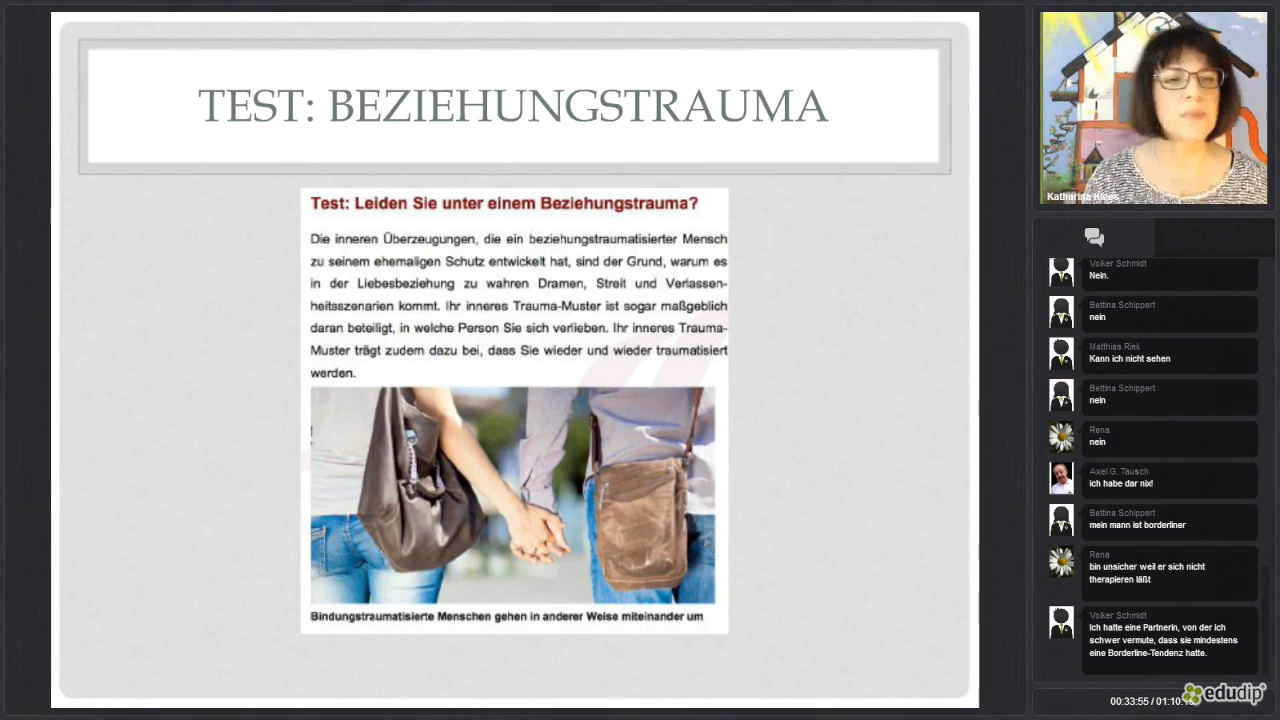 TEST: BEZIEHUNGSTRAUMA
Test: Leiden Sie unter einem Beziehungstrauma?
Die inneren Überzeugungen, die ein beziehungstraumatisierter Mensch
zu seinem ehemaligen Schutz entwickelt hat, sind der Grund, warum es
in der Liebesbeziehung zu wahren Dramen, Streit und Verlassen-
heitsszenarien kommt. Ihr inneres Trauma-Muster ist sogar maßgeblich
daran beteiligt, in welche Person Sie sich verlieben. Ihr inneres Trauma-
Muster trägt zudem dazu bei, dass Sie wieder und wieder traumatisiert
werden.
Bindungstraumatisierte Menschen gehen in anderer Weise miteinander um
Katharina Klees
Volker Schmidt
Nein.
Bettina Schippert
nein
Matthias Riek
Kann ich nicht sehen
Bettina Schippert
nein
Rena
nein
Axel G. Tausch
ich habe dar nix!
Bettina Schippert
mein mann ist borderliner
Rena
bin unsicher weil er sich nicht
therapieren läßt
Volker Schmidt
Ich hatte eine Partnerin, von der ich
schwer vermute, dass sie mindestens
eine Borderline-Tendenz hatte.
00:33:55 / 01:10:
edudip